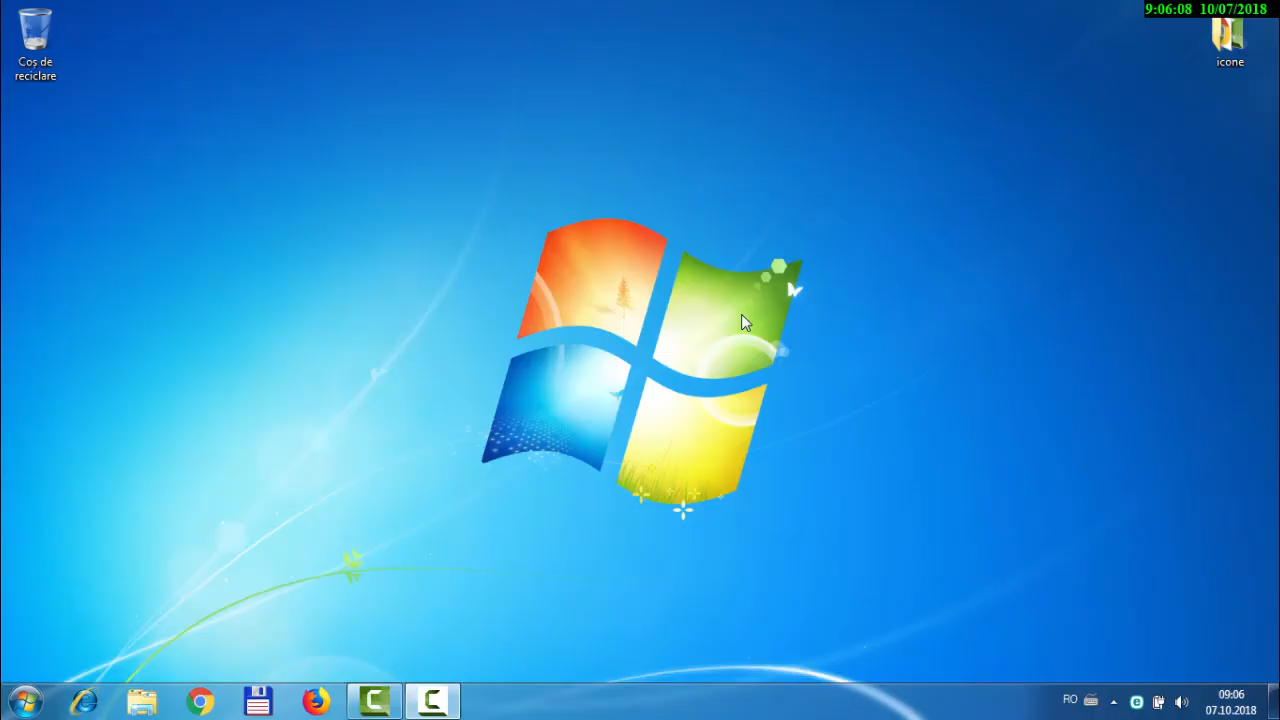 9:06:08 10/07/2018
Coș de
reciclare
icone
RO
09:06
07.10.2018